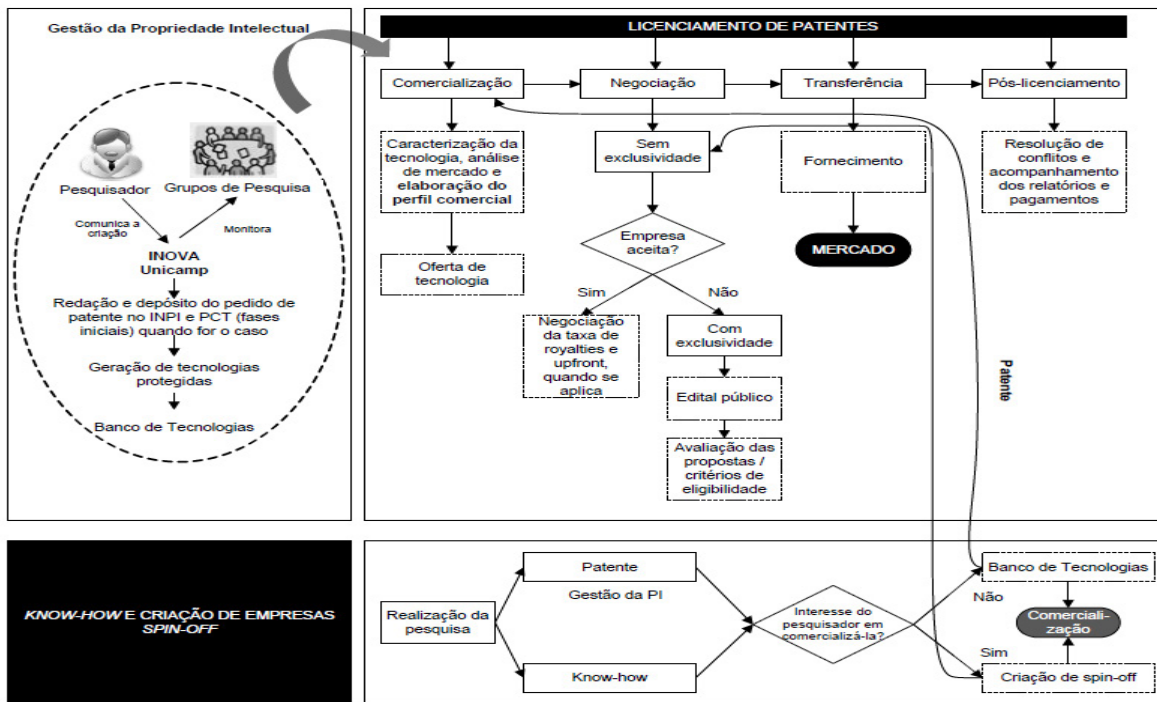 Gestão da Propriedade Intelectual
Pesquisador
Grupos de Pesquisa
Comunica a
criação
Monitora
INOVA
Unicamp
Redação e depósito do pedido de
patente no INPI e PCT (fases
iniciais) quando for o caso
Geração de tecnologias
protegidas
Banco de Tecnologias
LICENCIAMENTO DE PATENTES
Comercialização
Negociação
Transferência
Pós-licenciamento
Caracterização da
tecnologia, análise
de mercado e
elaboração do
perfil comercial
Oferta de
tecnologia
Sem
exclusividade
Empresa
aceita?
Sim
Não
Negociação
da taxa de
royalties e
upfront,
quando se
aplica
Com
exclusividade
Edital público
Avaliação das
propostas /
critérios de
eligibilidade
Fornecimento
MERCADO
Resolução de
conflitos e
acompanhamento
dos relatórios e
pagamentos
Patente
KNOW-HOW E CRIAÇÃO DE EMPRESAS
SPIN-OFF
Realização da
pesquisa
Patente
Gestão da PI
Know-how
Interesse do
pesquisador em
comercializá-la?
Não
Sim
Banco de Tecnologias
Comerciali-
zação
Criação de spin-off